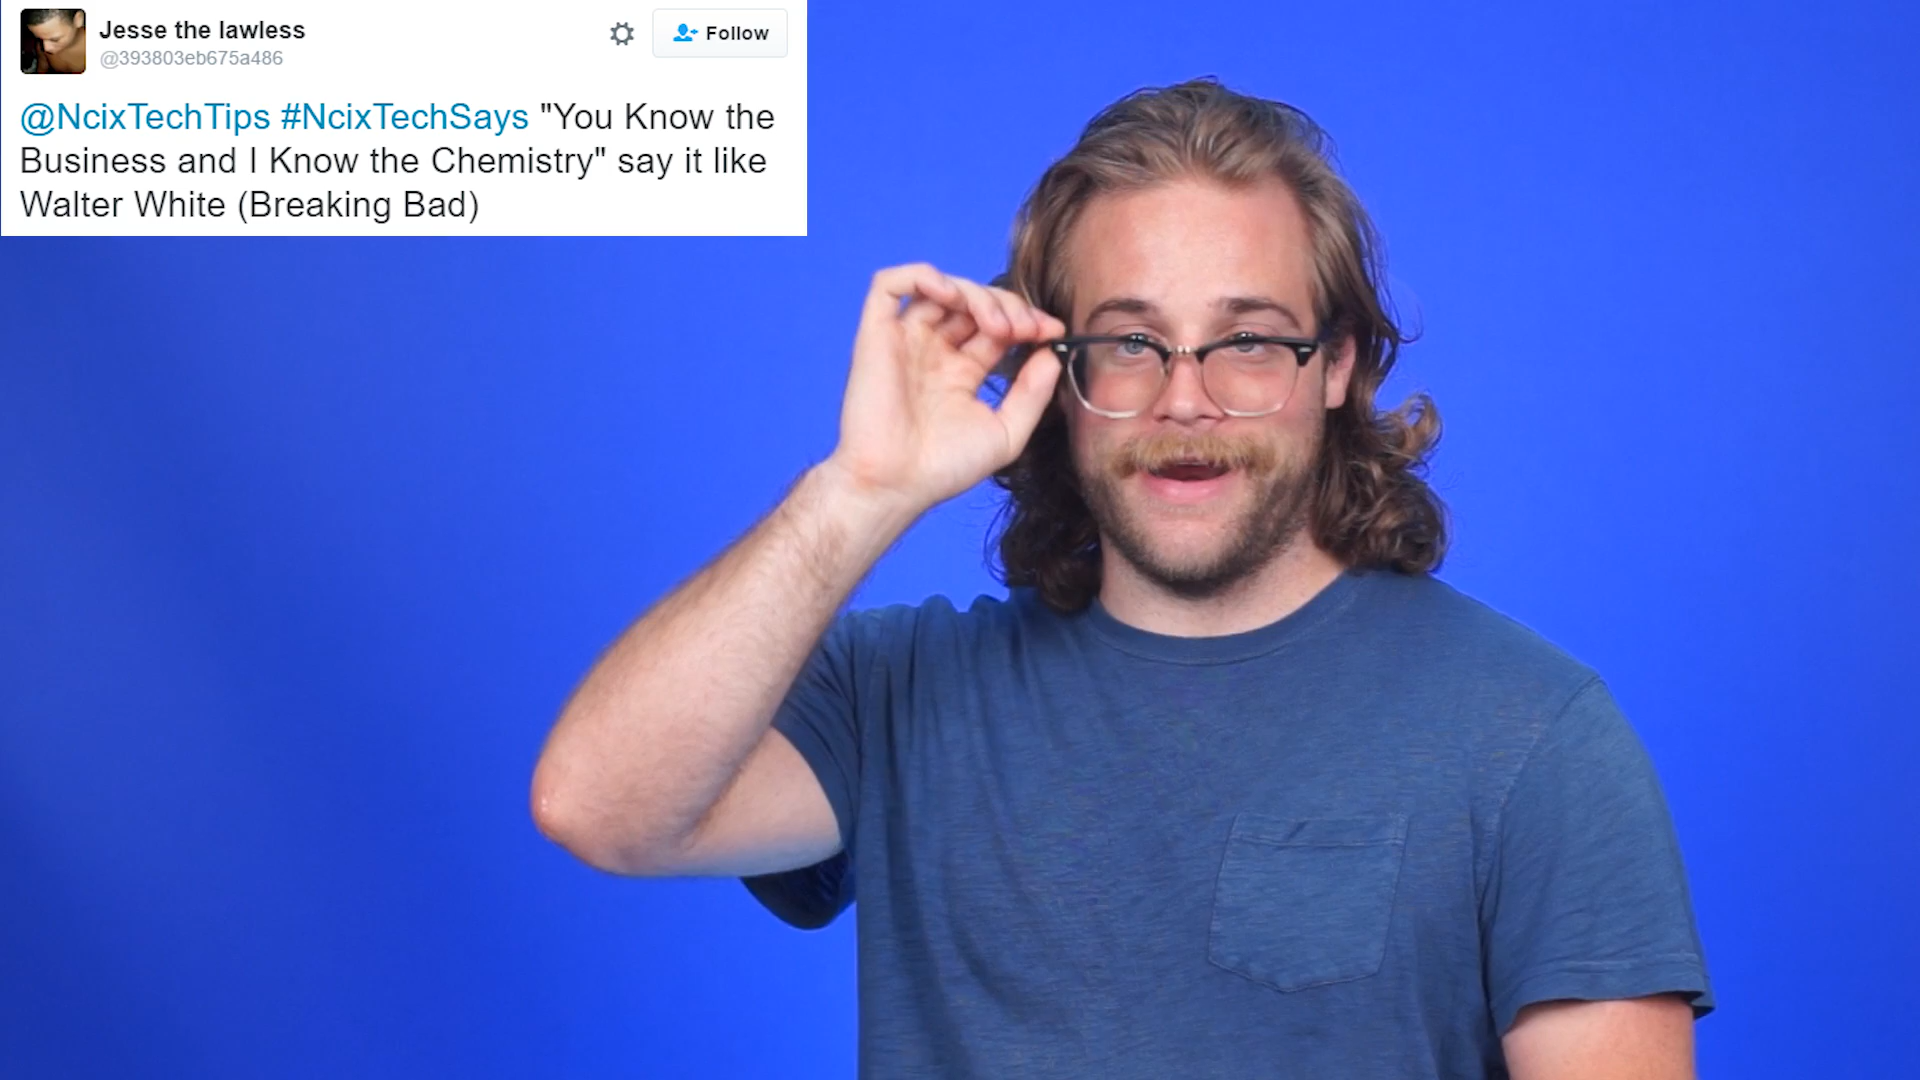 Jesse the lawless
@393803eb675a486
Follow
@NcixTechTips #NcixTechSays "You Know the
Business and I Know the Chemistry" say it like
Walter White (Breaking Bad)